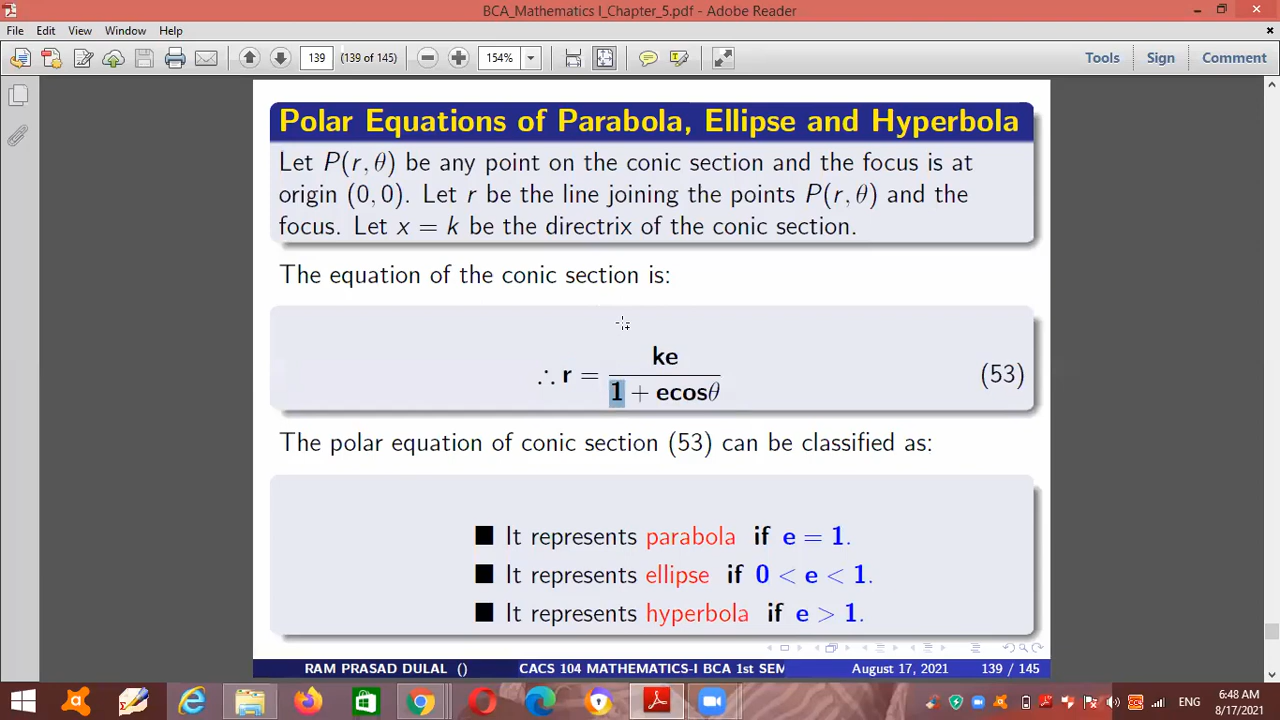 BCA_Mathematics I_Chapter_5.pdf - Adobe Reader
File Edit View Window Help
139 (139 of 145) 154% Tools Sign Comment
Polar Equations of Parabola, Ellipse and Hyperbola
Let P(r, θ) be any point on the conic section and the focus is at
origin (0, 0). Let r be the line joining the points P(r, θ) and the
focus. Let x = k be the directrix of the conic section.
The equation of the conic section is:
ke
∴ r = (53)
1 + ecosθ
The polar equation of conic section (53) can be classified as:
■ It represents parabola if e = 1.
■ It represents ellipse if 0 < e < 1.
■ It represents hyperbola if e > 1.
RAM PRASAD DULAL () CACS 104 MATHEMATICS-I BCA 1st SEM August 17, 2021 139 / 145
ENG 6:48 AM
8/17/2021